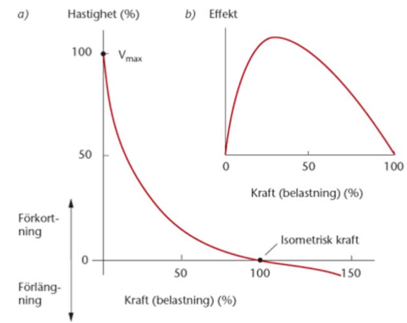 a) Hastighet (%)
100
V max
50
Förkort-
ning
0
Förläng-
ning
50
100
150
Isometrisk kraft
Kraft (belastning) (%)
b) Effekt
0
50
100
Kraft (belastning) (%)